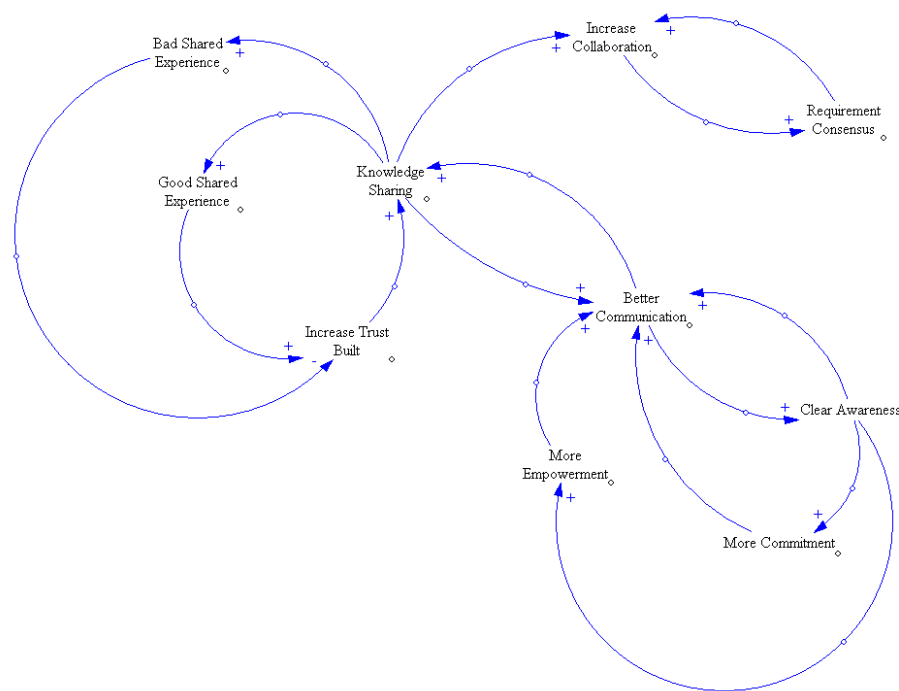 Increase
Collaboration
Bad Shared
Experience
+
+
+
Requirement
Consensus
+
Knowledge
Sharing
+
Good Shared
Experience
+
+
Better
Communication
+
+
+
+
Increase Trust
Built
+
-
Clear Awareness
+
More
Empowerment
+
More Commitment
+